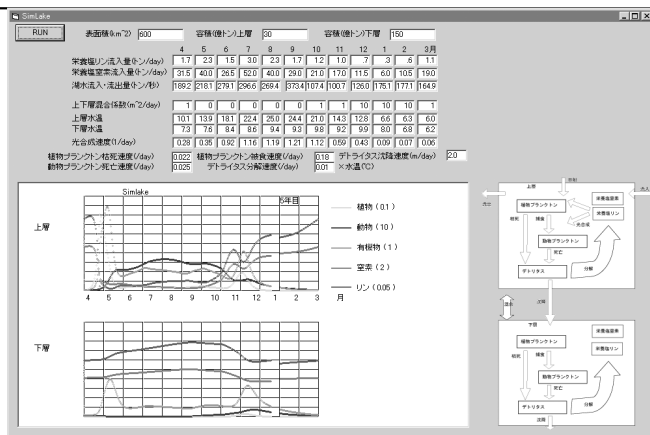 SimLake
RUN 表面積(km^2) 600 容積(億トン)上層 30 容積(億トン)下層 150
4 5 6 7 8 9 10 11 12 1 2 3月
栄養塩リン流入量(トン/day) 1.7 2.3 1.5 3.0 2.3 1.7 1.2 1.0 .7 .3 .6 1.1
栄養塩窒素流入量(トン/day) 31.5 40.0 26.5 52.0 40.0 29.0 21.0 17.0 11.5 6.0 10.5 19.0
湖水流入・流出量(トン/秒) 189.2 218.1 279.1 296.6 269.4 373.4 107.4 100.7 126.0 175.1 177.1 164.9
上下層混合係数(m^2/day) 1 0 0 0 0 0 1 1 10 10 10 1
上層水温 10.1 13.9 18.1 22.4 25.0 24.4 21.0 14.3 12.8 6.6 6.3 6.0
下層水温 7.3 7.6 8.4 8.6 9.4 9.3 9.8 9.2 9.9 8.0 6.8 6.2
光合成速度(1/day) 0.28 0.35 0.92 1.16 1.19 1.21 1.12 0.59 0.43 0.09 0.07 0.06
植物プランクトン枯死速度(/day) 0.022 植物プランクトン被食速度(/day) 0.18 デトライタス沈降速度(m/day) 2.0
動物プランクトン死亡速度(/day) 0.025 デトライタス分解速度(/day) 0.01 ×水温(℃)
Simlake
5年目
上層
植物(0.1)
動物(10)
有機物(1)
窒素(2)
リン(0.05)
4 5 6 7 8 9 10 11 12 1 2 3 月
下層
上層
植物プランクトン
栄養塩窒素
栄養塩リン
光合成
枯死
捕食
動物プランクトン
死亡
デトリタス
分解
混合
沈降
下層
植物プランクトン
栄養塩窒素
栄養塩リン
枯死
捕食
動物プランクトン
死亡
デトリタス
分解
沈降